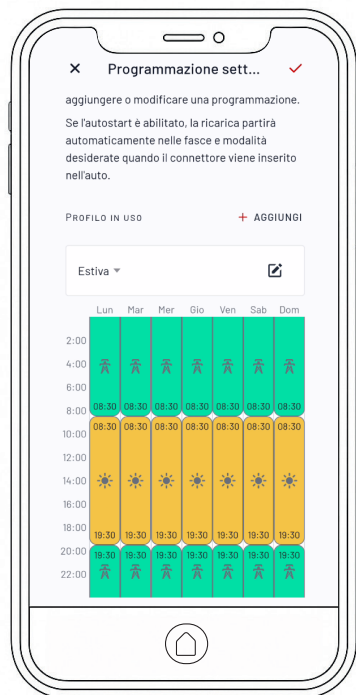 Programmazione sett...
aggiungere o modificare una programmazione.
Se l'autostart è abilitato, la ricarica partirà
automaticamente nelle fasce e modalità
desiderate quando il connettore viene inserito
nell'auto.
PROFILO IN USO + AGGIUNGI
Estiva
Lun Mar Mer Gio Ven Sab Dom
2:00
4:00
6:00
8:00 08:30 08:30 08:30 08:30 08:30 08:30 08:30
08:30 08:30 08:30 08:30 08:30 08:30 08:30
10:00
12:00
14:00
16:00
18:00
19:30 19:30 19:30 19:30 19:30 19:30 19:30
20:00 19:30 19:30 19:30 19:30 19:30 19:30 19:30
22:00